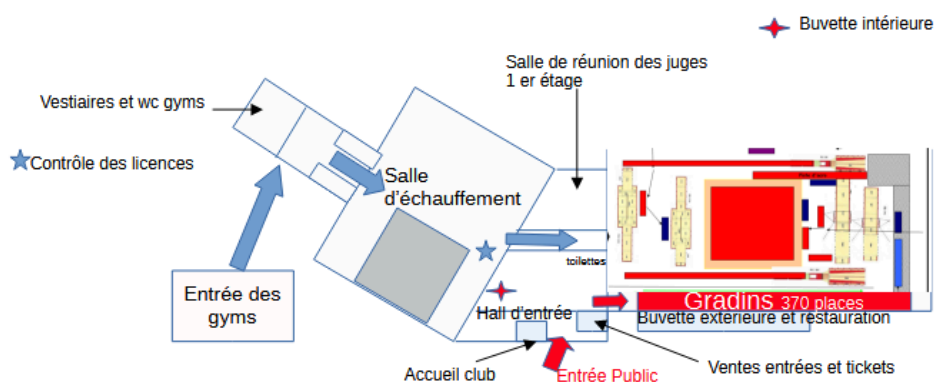 Buvette intérieure
Salle de réunion des juges
1 er étage
Vestiaires et wc gyms
Contrôle des licences
Salle
d'échauffement
toilettes
Entrée des
gyms
Gradins 370 places
Hall d'entrée
Buvette extérieure et restauration
Accueil club
Entrée Public
Ventes entrées et tickets